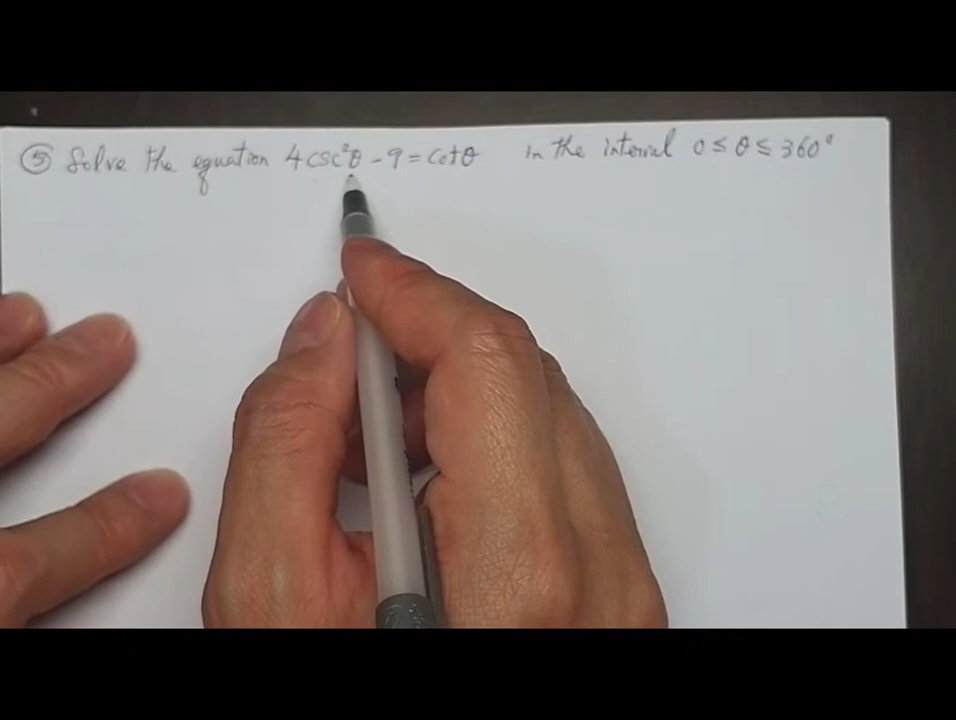 ⑤ Solve the equation 4csc²θ - 9 = cotθ in the interval 0 ≤ θ ≤ 360°